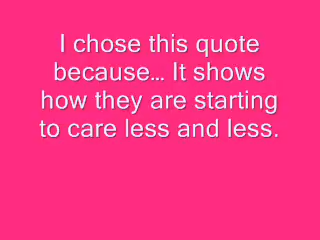 I chose this quote
because… It shows
how they are starting
to care less and less.